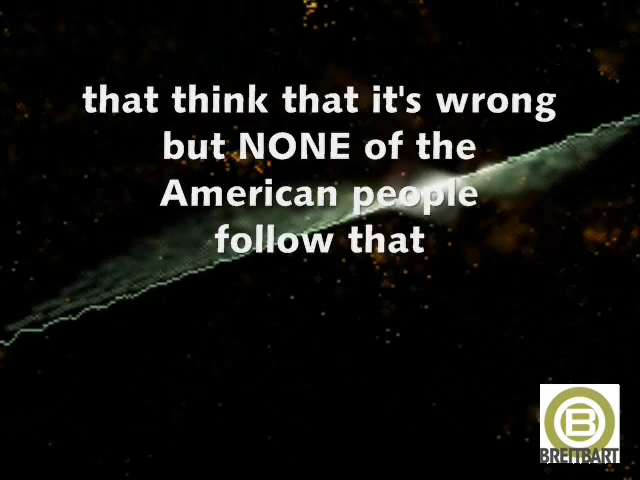 that think that it's wrong
but NONE of the
American people
follow that
B
BREITBART